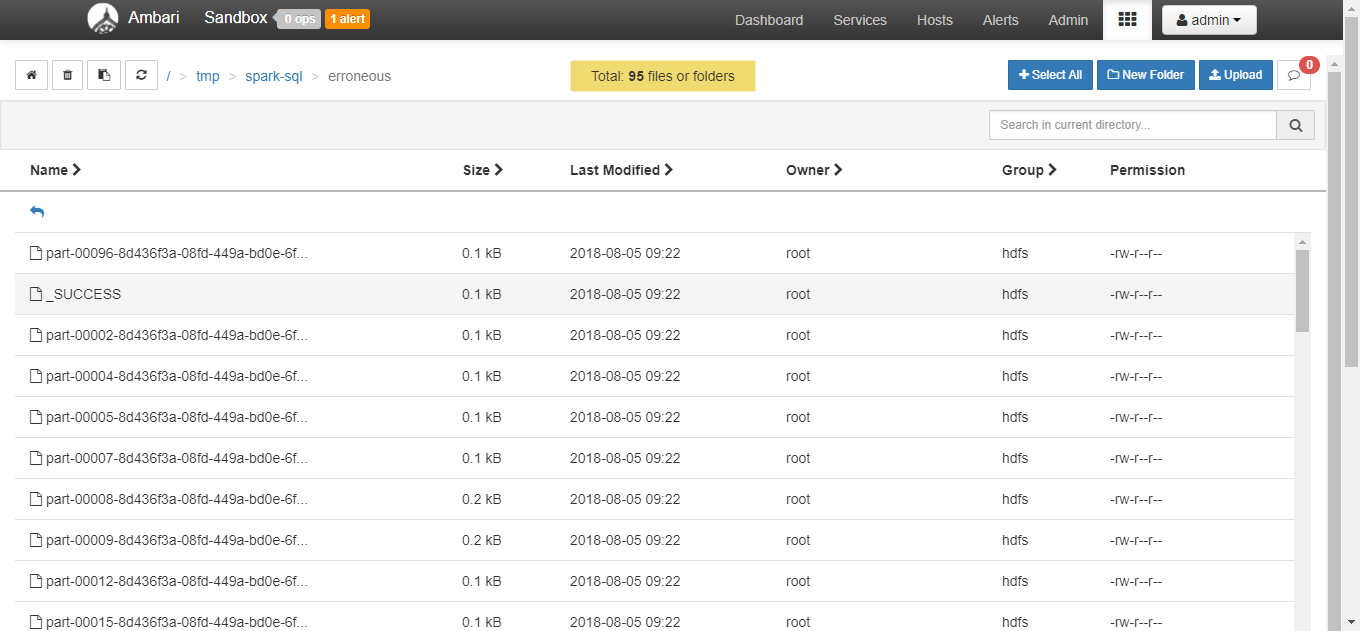 Ambari Sandbox 0 ops 1 alert Dashboard Services Hosts Alerts Admin admin
/ > tmp > spark-sql > erroneous Total: 95 files or folders Select All New Folder Upload 0
Search in current directory...
Name Size Last Modified Owner Group Permission
part-00096-8d436f3a-08fd-449a-bd0e-6f... 0.1 kB 2018-08-05 09:22 root hdfs -rw-r--r--
_SUCCESS 0.1 kB 2018-08-05 09:22 root hdfs -rw-r--r--
part-00002-8d436f3a-08fd-449a-bd0e-6f... 0.1 kB 2018-08-05 09:22 root hdfs -rw-r--r--
part-00004-8d436f3a-08fd-449a-bd0e-6f... 0.1 kB 2018-08-05 09:22 root hdfs -rw-r--r--
part-00005-8d436f3a-08fd-449a-bd0e-6f... 0.1 kB 2018-08-05 09:22 root hdfs -rw-r--r--
part-00007-8d436f3a-08fd-449a-bd0e-6f... 0.1 kB 2018-08-05 09:22 root hdfs -rw-r--r--
part-00008-8d436f3a-08fd-449a-bd0e-6f... 0.2 kB 2018-08-05 09:22 root hdfs -rw-r--r--
part-00009-8d436f3a-08fd-449a-bd0e-6f... 0.2 kB 2018-08-05 09:22 root hdfs -rw-r--r--
part-00012-8d436f3a-08fd-449a-bd0e-6f... 0.1 kB 2018-08-05 09:22 root hdfs -rw-r--r--
part-00015-8d436f3a-08fd-449a-bd0e-6f... 0.1 kB 2018-08-05 09:22 root hdfs -rw-r--r--